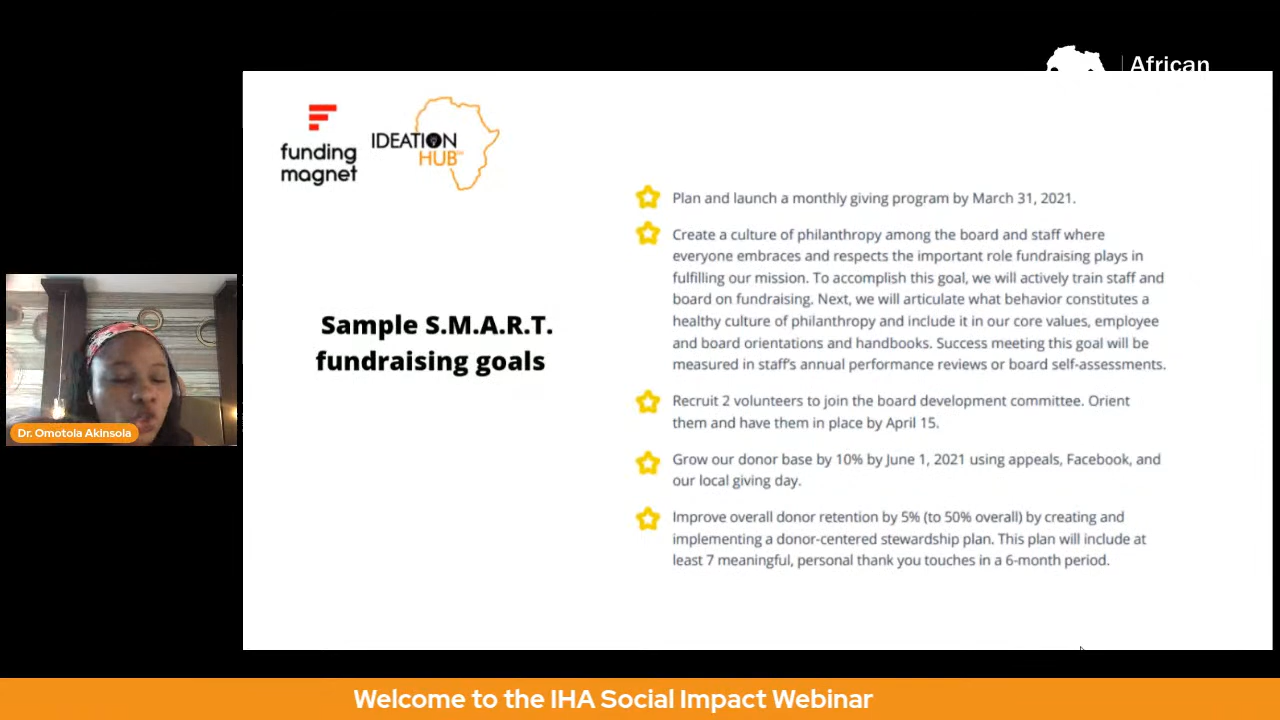 African
funding
magnet
IDEATION
HUB
Plan and launch a monthly giving program by March 31, 2021.
Create a culture of philanthropy among the board and staff where
everyone embraces and respects the important role fundraising plays in
fulfilling our mission. To accomplish this goal, we will actively train staff and
board on fundraising. Next, we will articulate what behavior constitutes a
healthy culture of philanthropy and include it in our core values, employee
and board orientations and handbooks. Success meeting this goal will be
measured in staff's annual performance reviews or board self-assessments.
Sample S.M.A.R.T.
fundraising goals
Recruit 2 volunteers to join the board development committee. Orient
them and have them in place by April 15.
Grow our donor base by 10% by June 1, 2021 using appeals, Facebook, and
our local giving day.
Improve overall donor retention by 5% (to 50% overall) by creating and
implementing a donor-centered stewardship plan. This plan will include at
least 7 meaningful, personal thank you touches in a 6-month period.
Dr. Omotola Akinsola
Welcome to the IHA Social Impact Webinar